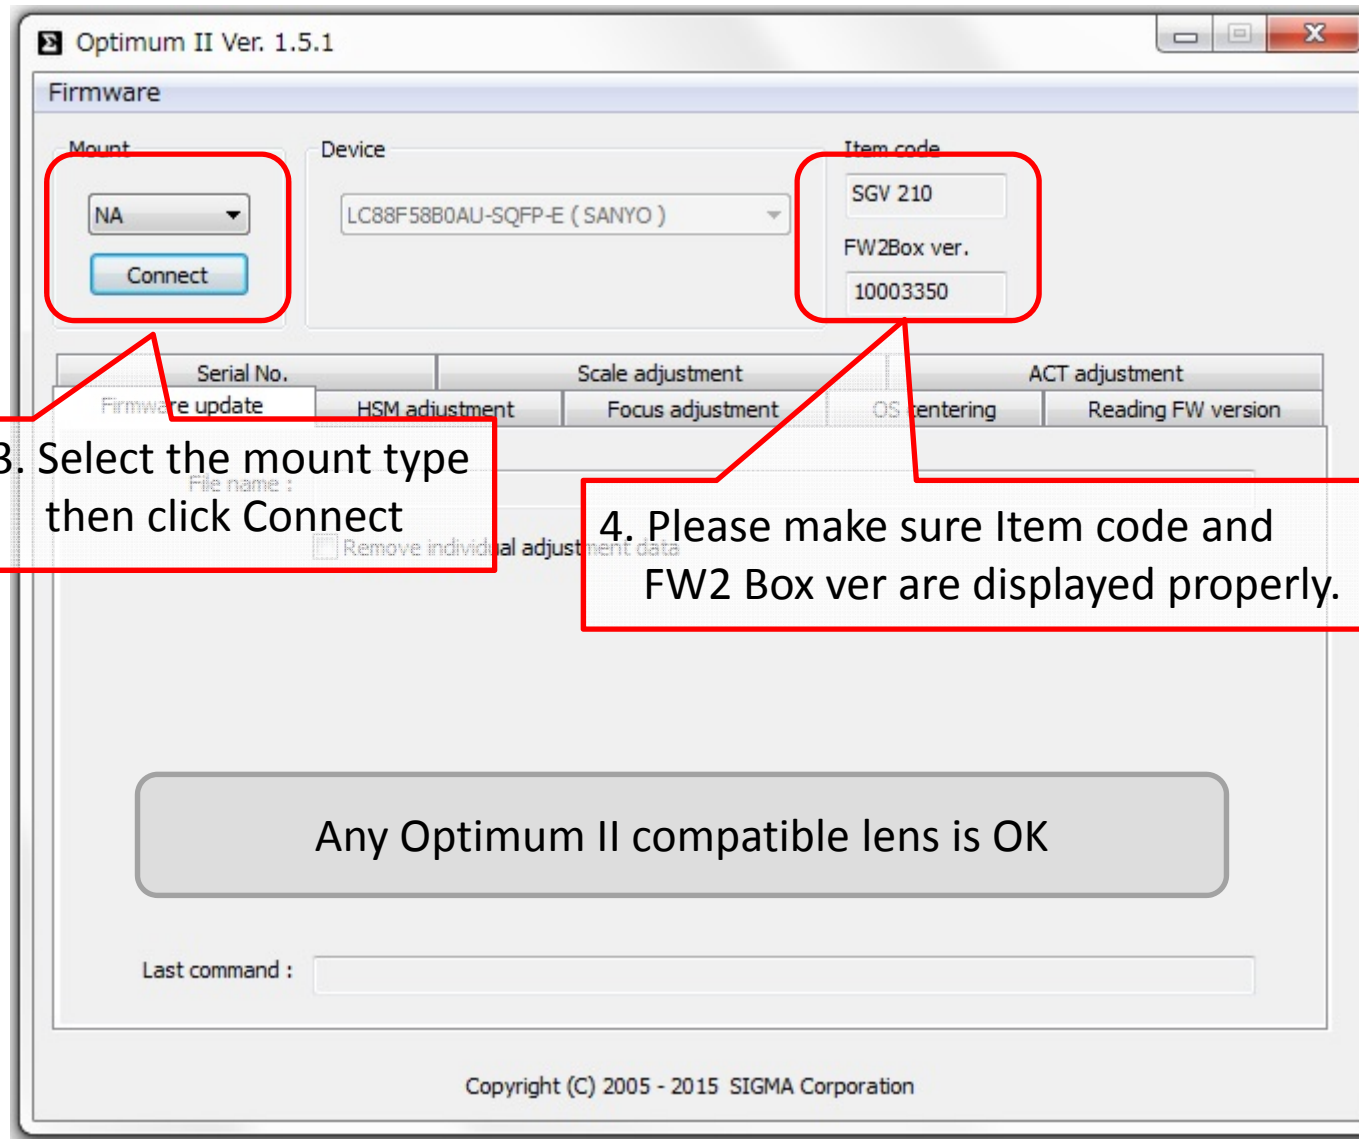 Optimum II Ver. 1.5.1
Firmware
Mount
Device
Item code
NA
LC88F58B0AU-SQFP-E ( SANYO )
SGV 210
Connect
FW2Box ver.
10003350
Serial No.
Scale adjustment
ACT adjustment
Firmware update
HSM adjustment
Focus adjustment
OS centering
Reading FW version
3. Select the mount type
then click Connect
File name :
Remove individual adjustment data
4. Please make sure Item code and
FW2 Box ver are displayed properly.
Any Optimum II compatible lens is OK
Last command :
Copyright (C) 2005 - 2015 SIGMA Corporation